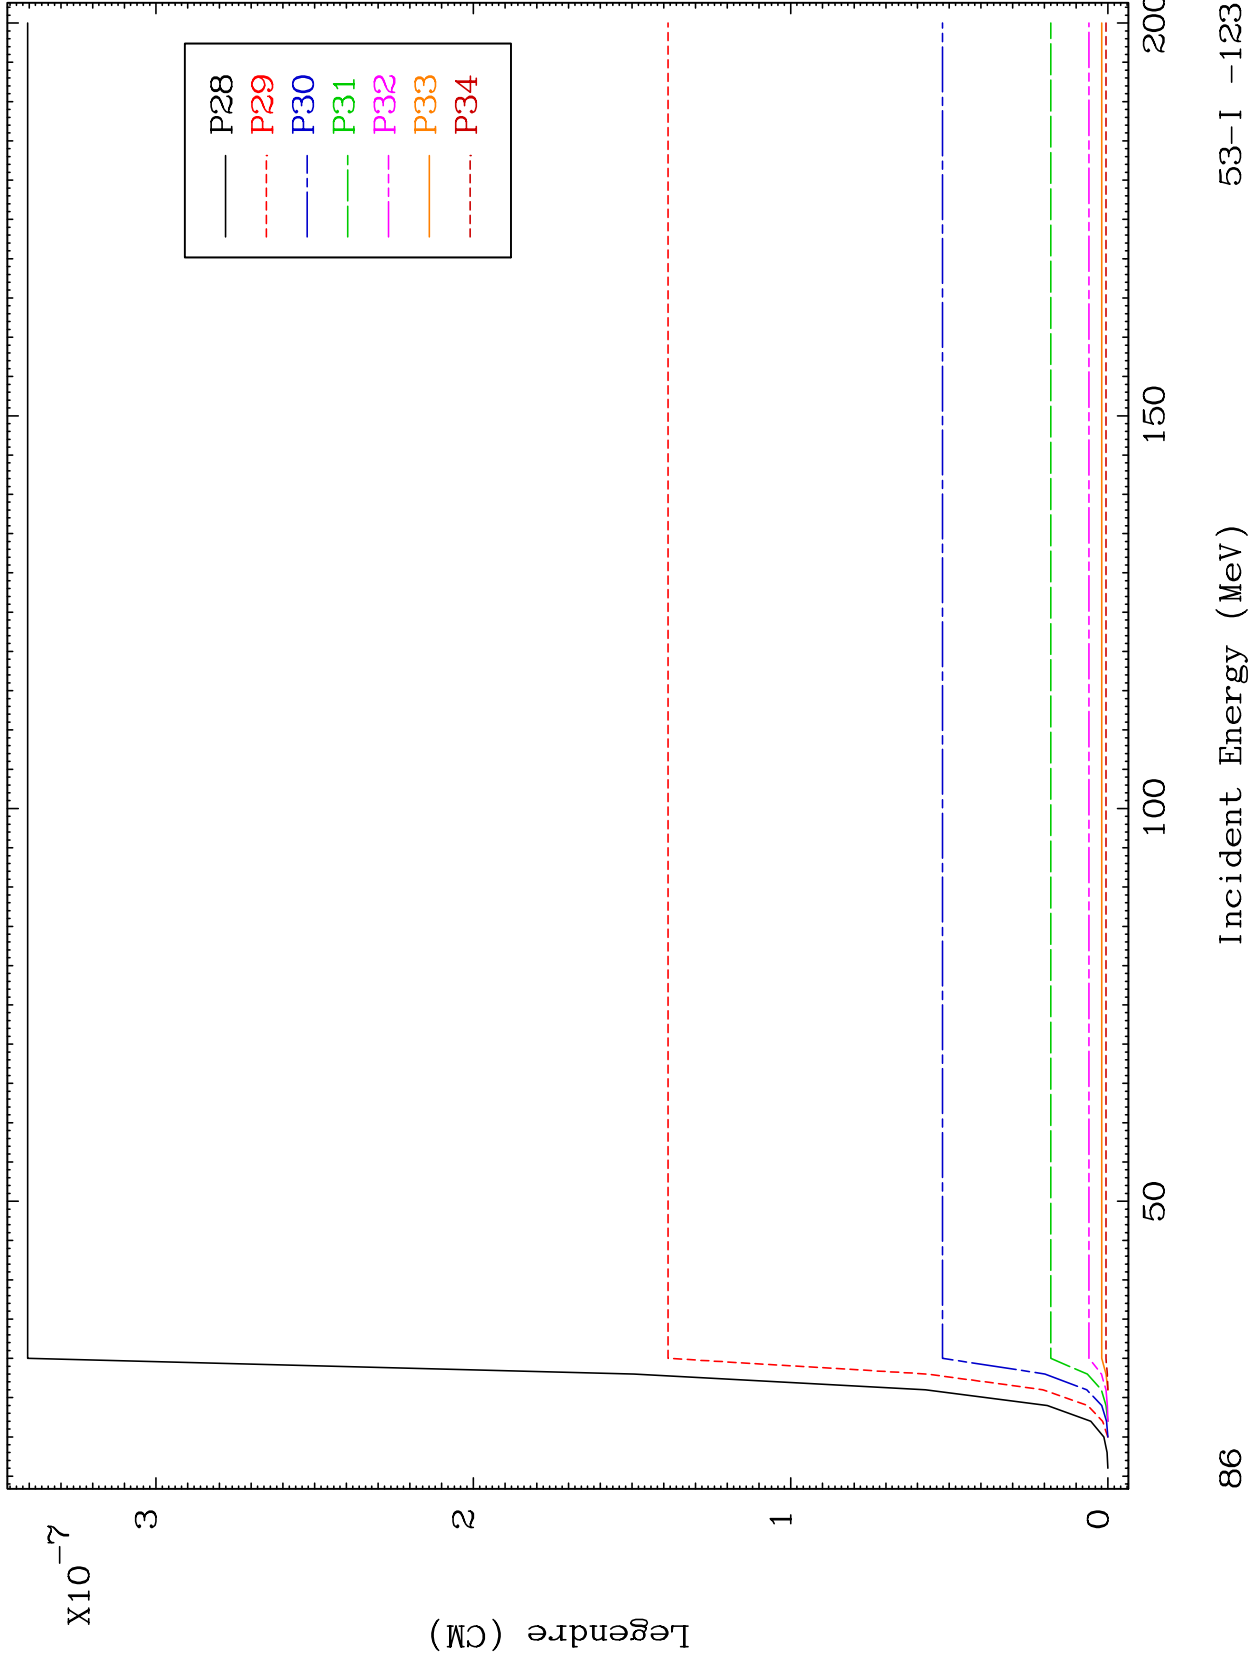 X10-7
3
2
1
0
Legendre (CM)
P28
P29
P30
P31
P32
P33
P34
50
100
150
200
Incident Energy (MeV)
86
53-I -123